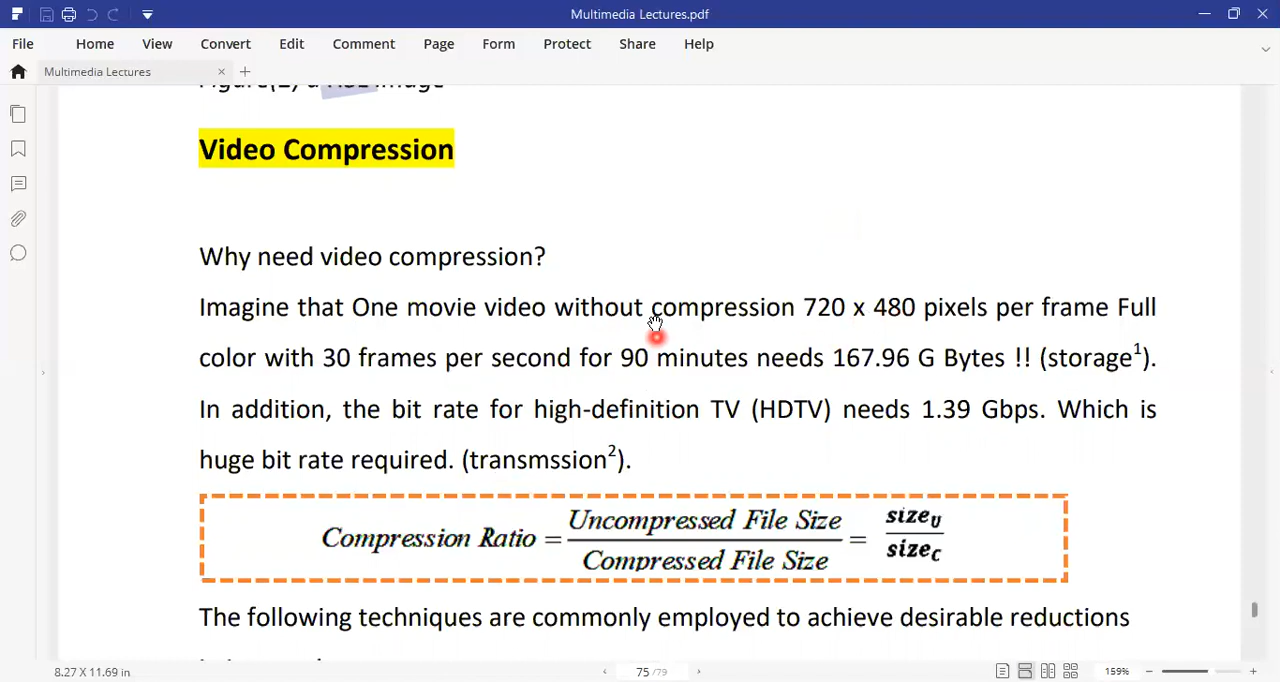 Multimedia Lectures.pdf
File Home View Convert Edit Comment Page Form Protect Share Help
Multimedia Lectures
Video Compression
Why need video compression?
Imagine that One movie video without compression 720 x 480 pixels per frame Full
color with 30 frames per second for 90 minutes needs 167.96 G Bytes !! (storage1).
In addition, the bit rate for high-definition TV (HDTV) needs 1.39 Gbps. Which is
huge bit rate required. (transmssion2).
Compression Ratio = Uncompressed File Size / Compressed File Size = sizeU / sizeC
The following techniques are commonly employed to achieve desirable reductions
8.27 X 11.69 in 75 /79 159%